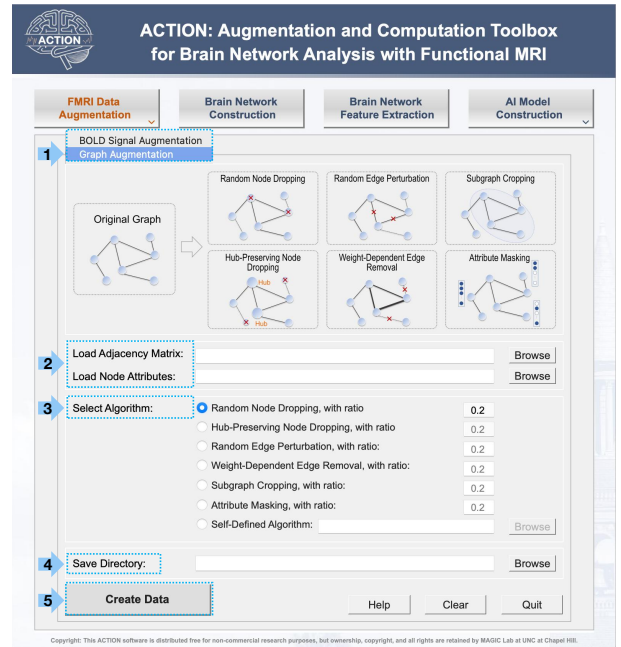 My ACTION
ACTION: Augmentation and Computation Toolbox
for Brain Network Analysis with Functional MRI
FMRI Data
Augmentation
Brain Network
Construction
Brain Network
Feature Extraction
AI Model
Construction
BOLD Signal Augmentation
1
Graph Augmentation
Original Graph
Random Node Dropping
Random Edge Perturbation
Subgraph Cropping
Hub-Preserving Node
Dropping
Hub
Hub
Weight-Dependent Edge
Removal
Attribute Masking
2
Load Adjacency Matrix:
Browse
Load Node Attributes:
Browse
3
Select Algorithm:
Random Node Dropping, with ratio
0.2
Hub-Preserving Node Dropping, with ratio
0.2
Random Edge Perturbation, with ratio:
0.2
Weight-Dependent Edge Removal, with ratio:
0.2
Subgraph Cropping, with ratio:
0.2
Attribute Masking, with ratio:
0.2
Self-Defined Algorithm:
Browse
4
Save Directory:
Browse
5
Create Data
Help
Clear
Quit
Copyright: This ACTION software is distributed free for non-commercial research purposes, but ownership, copyright, and all rights are retained by MAGIC Lab at UNC at Chapel Hill.